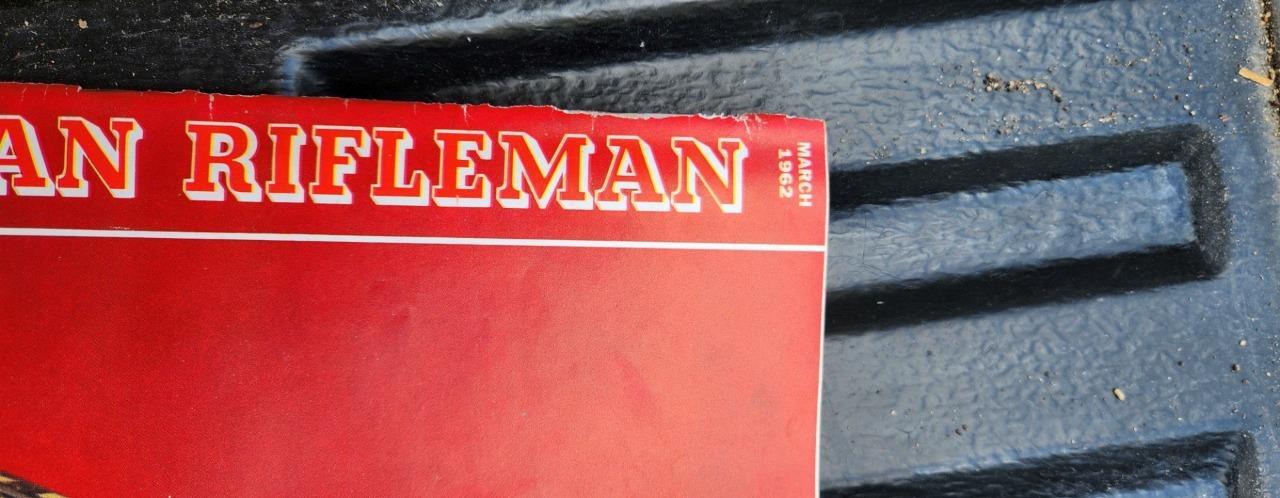 AN RIFLEMAN
MARCH
1962